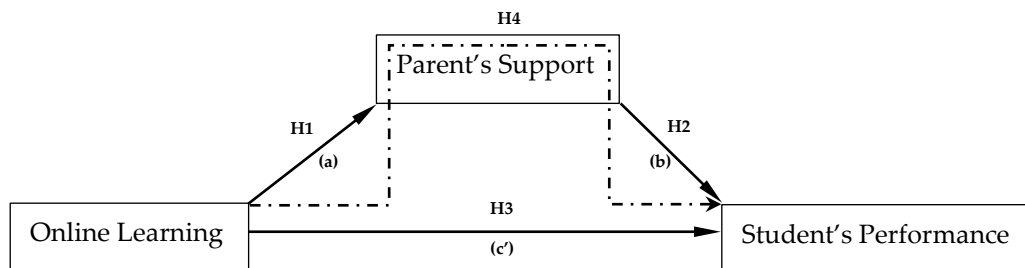 H4
Parent’s Support
H1
H2
(a)
(b)
H3
Online Learning
Student’s Performance
(c’)